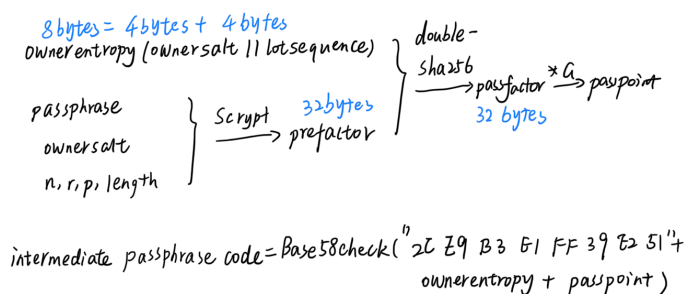 8bytes = 4bytes + 4bytes
ownerentropy (ownersalt || lotsequence)
double-
sha256
passfactor *G passpoint
32 bytes
passphrase
ownersalt
n, r, p, length
Scrypt
32bytes
prefactor
intermediate passphrase code = Base58check("2C E9 B3 E1 FF 39 E2 51" +
ownerentropy + passpoint)